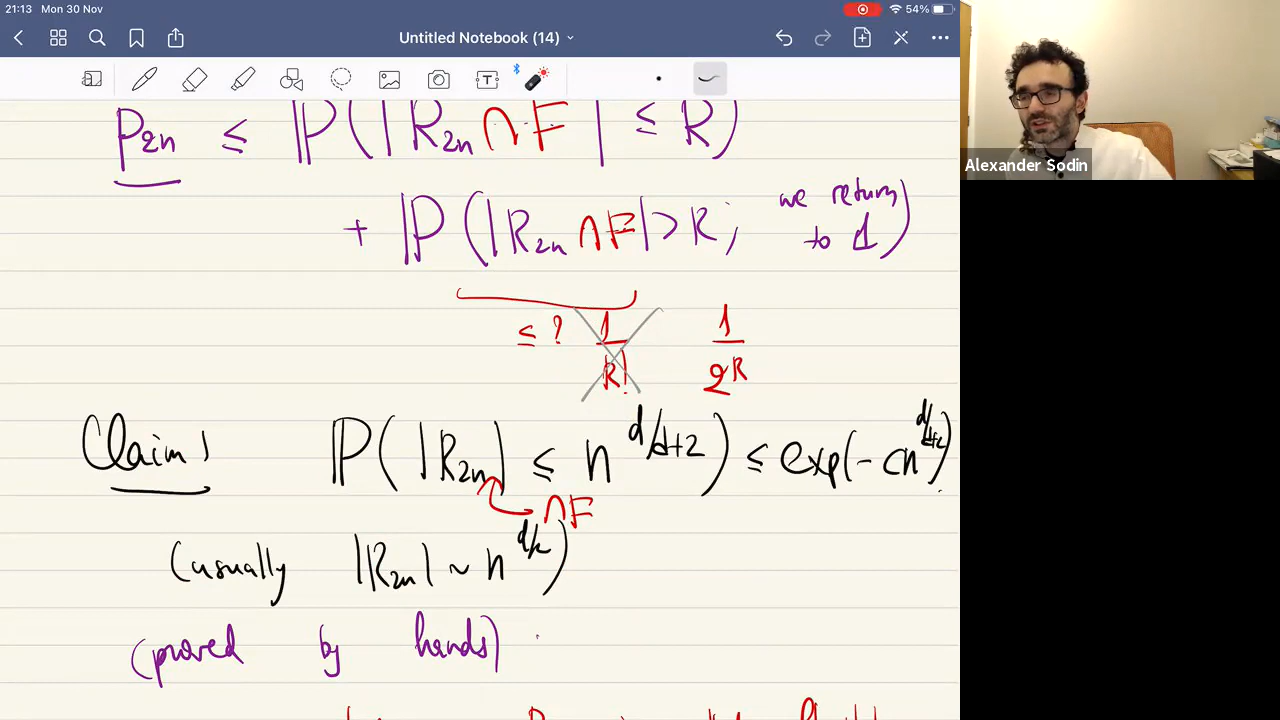 21:13 Mon 30 Nov
54%
Untitled Notebook (14)
Alexander Sodin
P2n ≤ ℙ(|R2n ∩ F| ≤ R)
+ ℙ(|R2n ∩ F| > R; we return to 1)
≤ ? 1/R! 1/2^R
Claim 1 ℙ(|R2n| ≤ n^{d/d+2}) ≤ exp(-cn^{d/d+2})
∩F
(usually |R2n| ~ n^{d/2})
(proved by hands)